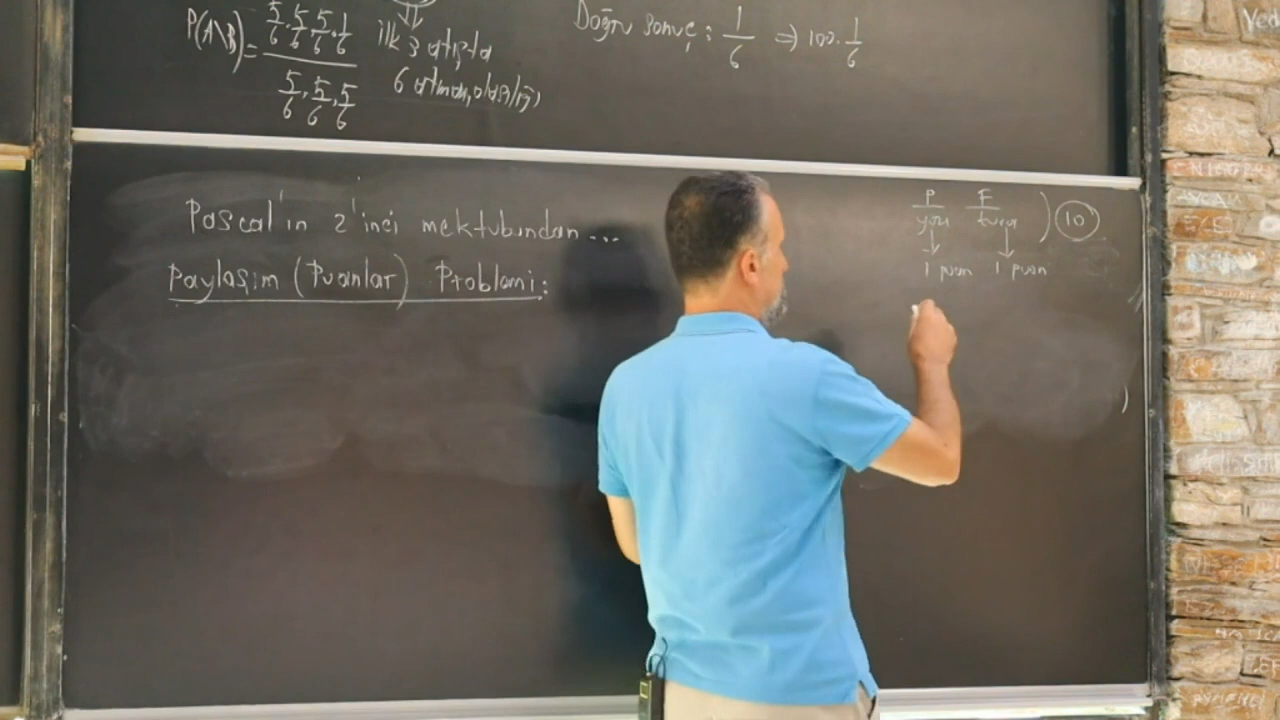 P(A\B) = 5/6 . 5/6 . 5/6 . 1/6
5/6 . 5/6 . 5/6
ilk 3 atışta
6 atmama olasılığı
Doğru sonuç : 1/6 ⇒ 100 . 1/6
Pascal'ın 2'inci mektubundan ...
Paylaşım (Puanlar) Problemi:
P F
yazı tura ) 10
↓ ↓
1 puan 1 puan